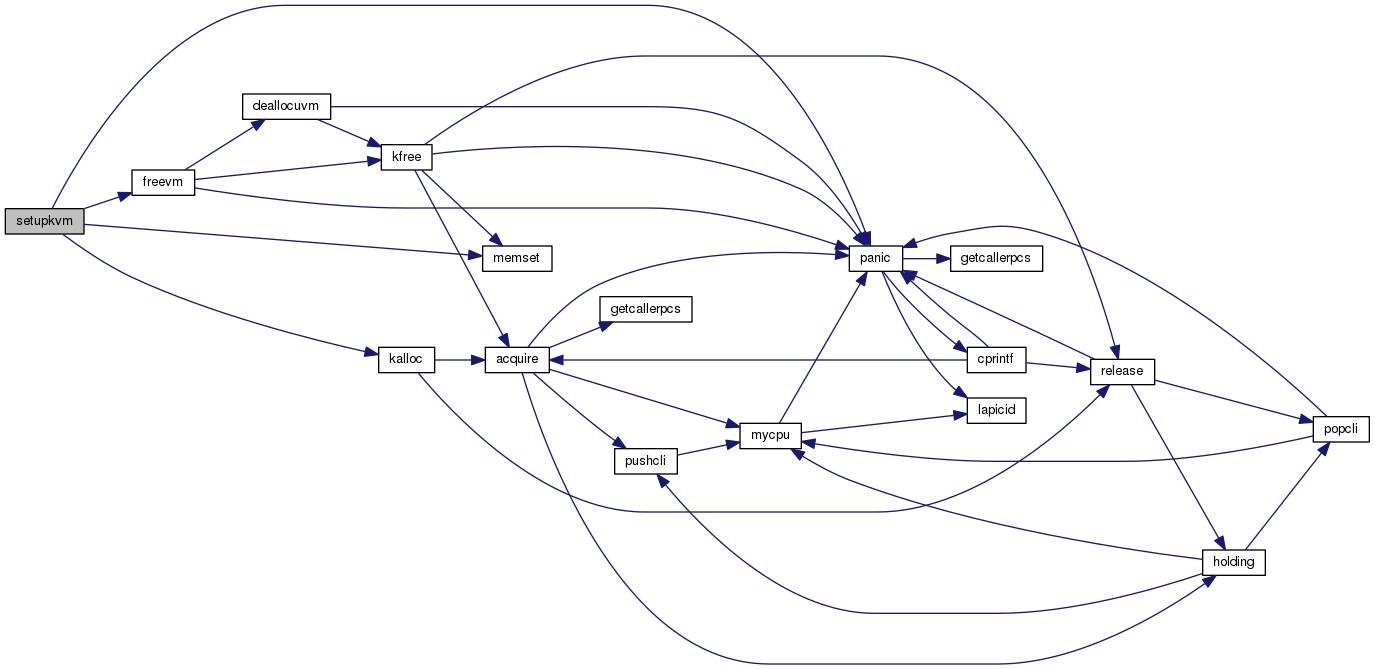 setupkvm
freevm
deallocuvm
kfree
memset
kalloc
acquire
getcallerpcs
pushcli
mycpu
panic
getcallerpcs
cprintf
lapicid
release
popcli
holding